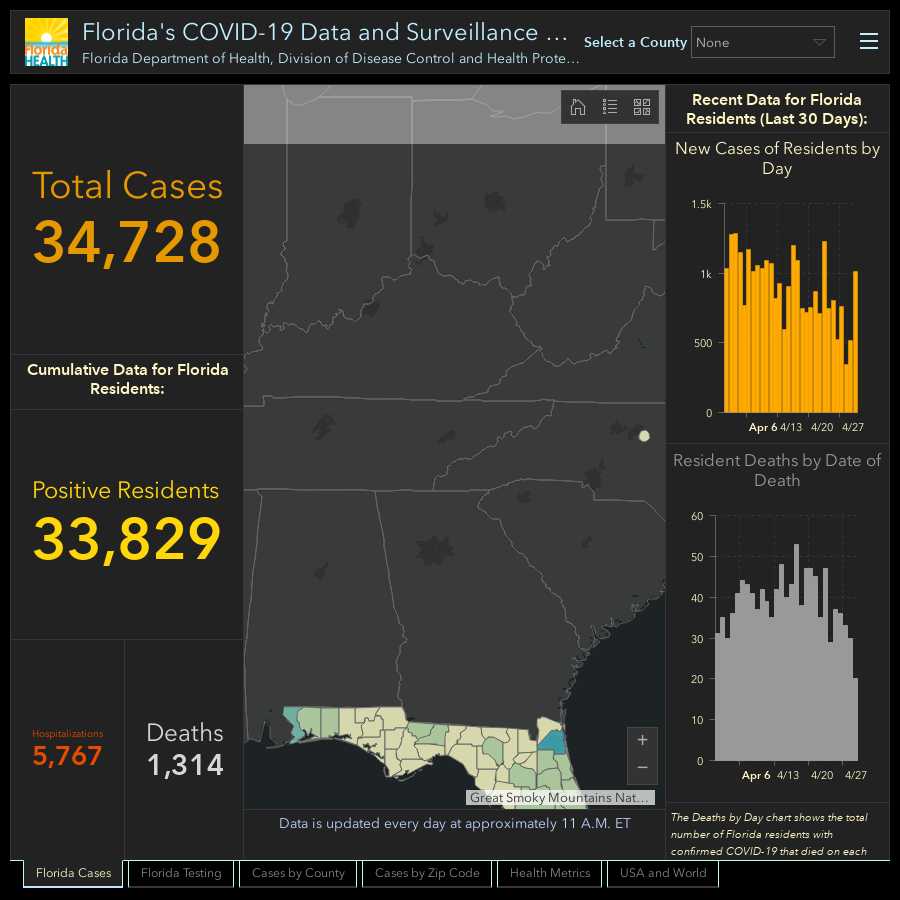 Florida HEALTH
Florida's COVID-19 Data and Surveillance ...
Florida Department of Health, Division of Disease Control and Health Prote...
Select a County
None
Total Cases
34,728
Cumulative Data for Florida
Residents:
Positive Residents
33,829
Hospitalizations
5,767
Deaths
1,314
+
−
Great Smoky Mountains Nat...
Data is updated every day at approximately 11 A.M. ET
Recent Data for Florida
Residents (Last 30 Days):
New Cases of Residents by
Day
1.5k
1k
500
0
Apr 6 4/13 4/20 4/27
Resident Deaths by Date of
Death
60
50
40
30
20
10
0
Apr 6 4/13 4/20 4/27
The Deaths by Day chart shows the total
number of Florida residents with
confirmed COVID-19 that died on each
Florida Cases
Florida Testing
Cases by County
Cases by Zip Code
Health Metrics
USA and World